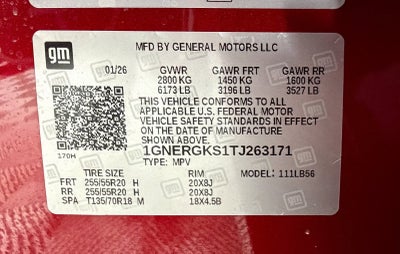 gm
MFD BY GENERAL MOTORS LLC
01/26 GVWR GAWR FRT GAWR RR
2800 KG 1450 KG 1600 KG
6173 LB 3196 LB 3527 LB
THIS VEHICLE CONFORMS TO ALL
APPLICABLE U.S. FEDERAL MOTOR
VEHICLE SAFETY STANDARDS IN EFFECT
ON THE DATE OF MANUFACTURE
SHOWN ABOVE.
170H 1GNERGKS1TJ263171
TYPE: MPV MODEL: 111LB56
TIRE SIZE RIM
FRT 255/55R20 H 20X8J
RR 255/55R20 H 20X8J
SPA T135/70R18 M 18X4.5B